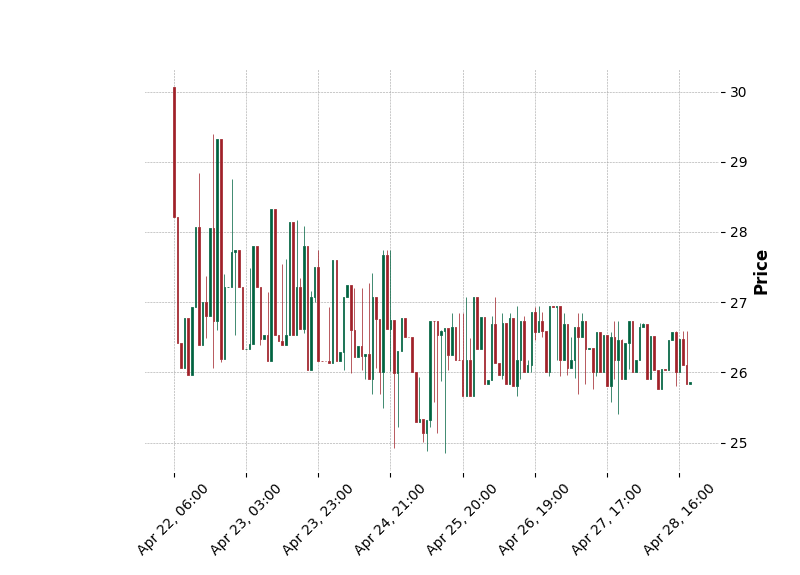 30
29
28
27
26
25
Price
Apr 22, 06:00
Apr 23, 03:00
Apr 23, 23:00
Apr 24, 21:00
Apr 25, 20:00
Apr 26, 19:00
Apr 27, 17:00
Apr 28, 16:00